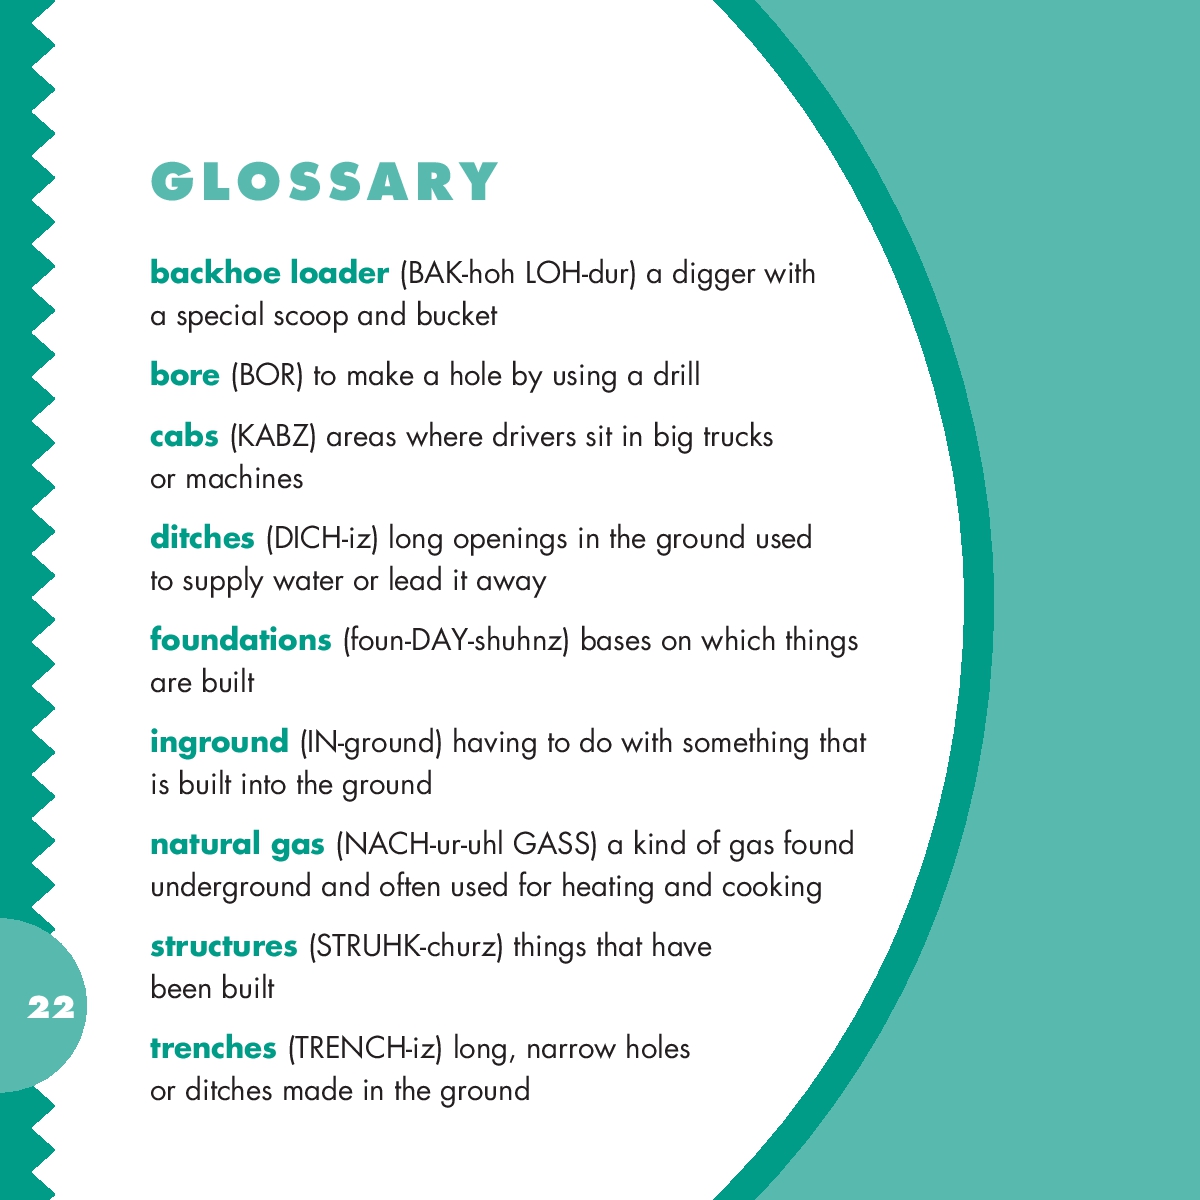 GLOSSARY
backhoe loader (BAK-hoh LOH-dur) a digger with
a special scoop and bucket
bore (BOR) to make a hole by using a drill
cabs (KABZ) areas where drivers sit in big trucks
or machines
ditches (DICH-iz) long openings in the ground used
to supply water or lead it away
foundations (foun-DAY-shuhnz) bases on which things
are built
inground (IN-ground) having to do with something that
is built into the ground
natural gas (NACH-ur-uhl GASS) a kind of gas found
underground and often used for heating and cooking
structures (STRUHK-churz) things that have
been built
trenches (TRENCH-iz) long, narrow holes
or ditches made in the ground
22